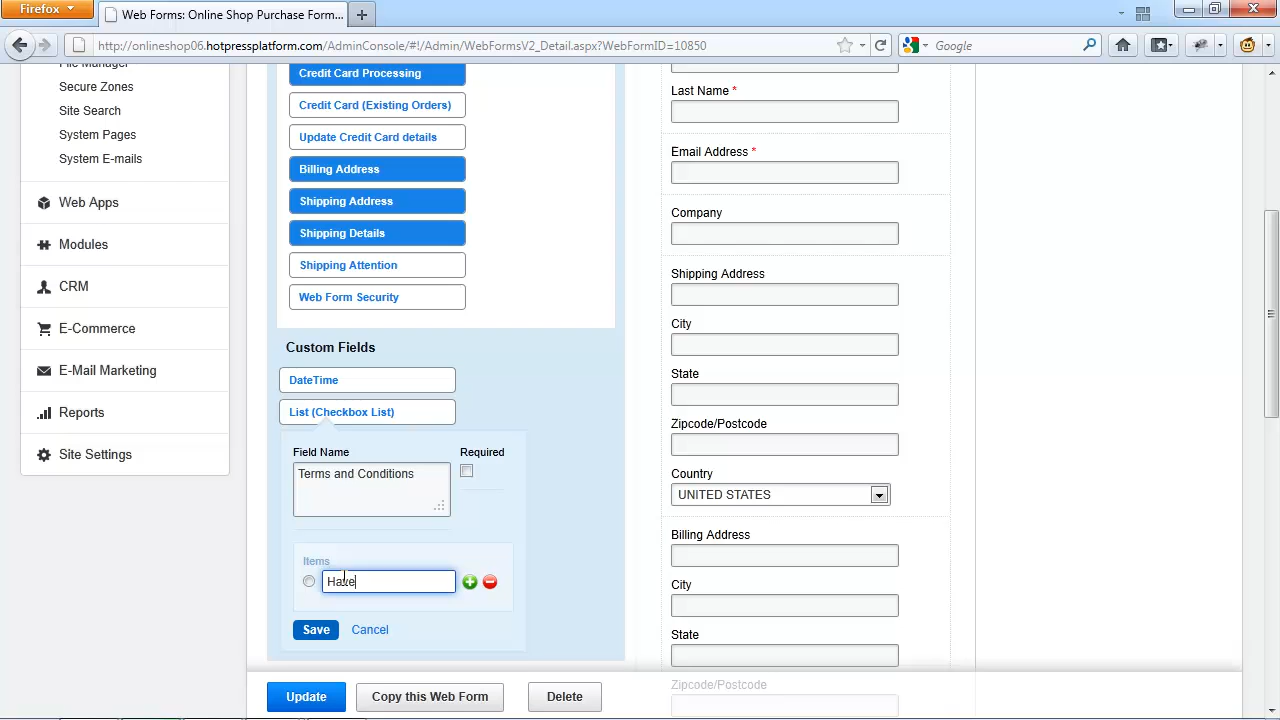 Firefox
Web Forms: Online Shop Purchase Form...
http://onlineshop06.hotpressplatform.com/AdminConsole/#!/Admin/WebFormsV2_Detail.aspx?WebFormID=10850
Google
File Manager
Secure Zones
Site Search
System Pages
System E-mails
Web Apps
Modules
CRM
E-Commerce
E-Mail Marketing
Reports
Site Settings
Credit Card Processing
Credit Card (Existing Orders)
Update Credit Card details
Billing Address
Shipping Address
Shipping Details
Shipping Attention
Web Form Security
Custom Fields
DateTime
List (Checkbox List)
Field Name
Required
Terms and Conditions
Items
Save
Cancel
Last Name *
Email Address *
Company
Shipping Address
City
State
Zipcode/Postcode
Country
UNITED STATES
Billing Address
City
State
Zipcode/Postcode
Update
Copy this Web Form
Delete